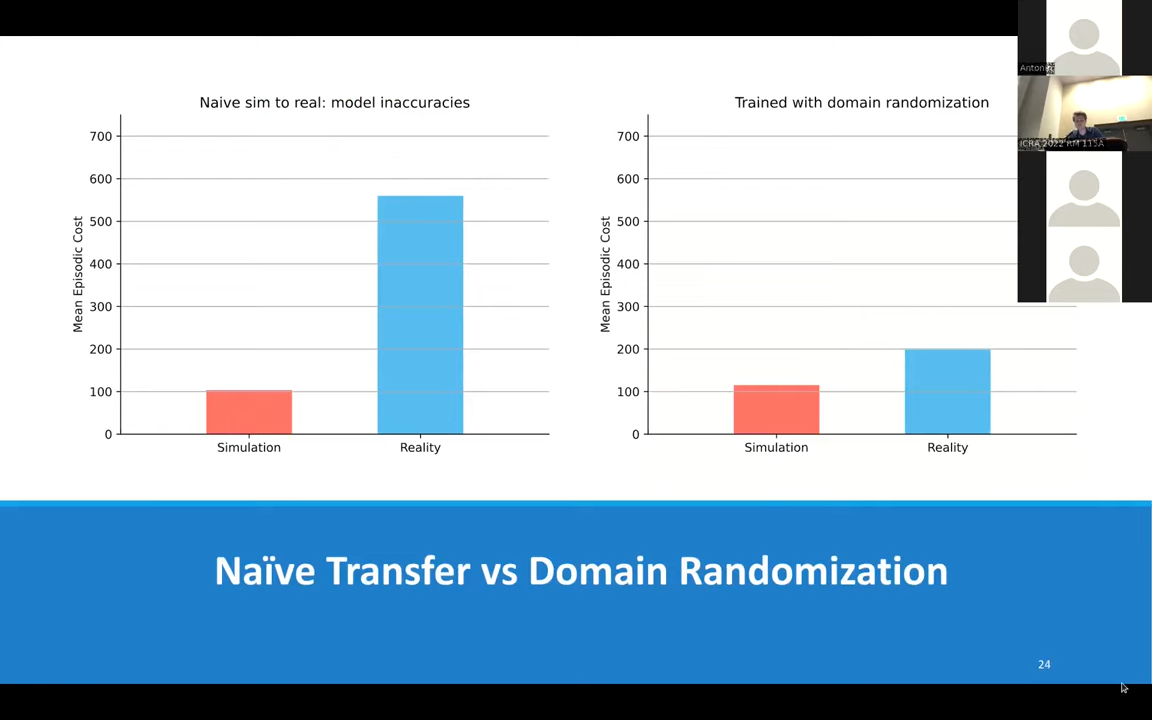 Naive sim to real: model inaccuracies
700
600
500
400
300
200
100
0
Mean Episodic Cost
Simulation
Reality
Trained with domain randomization
700
600
500
400
300
200
100
0
Mean Episodic Cost
Simulation
Reality
ICRA 2022 RM 115A
Naïve Transfer vs Domain Randomization
24